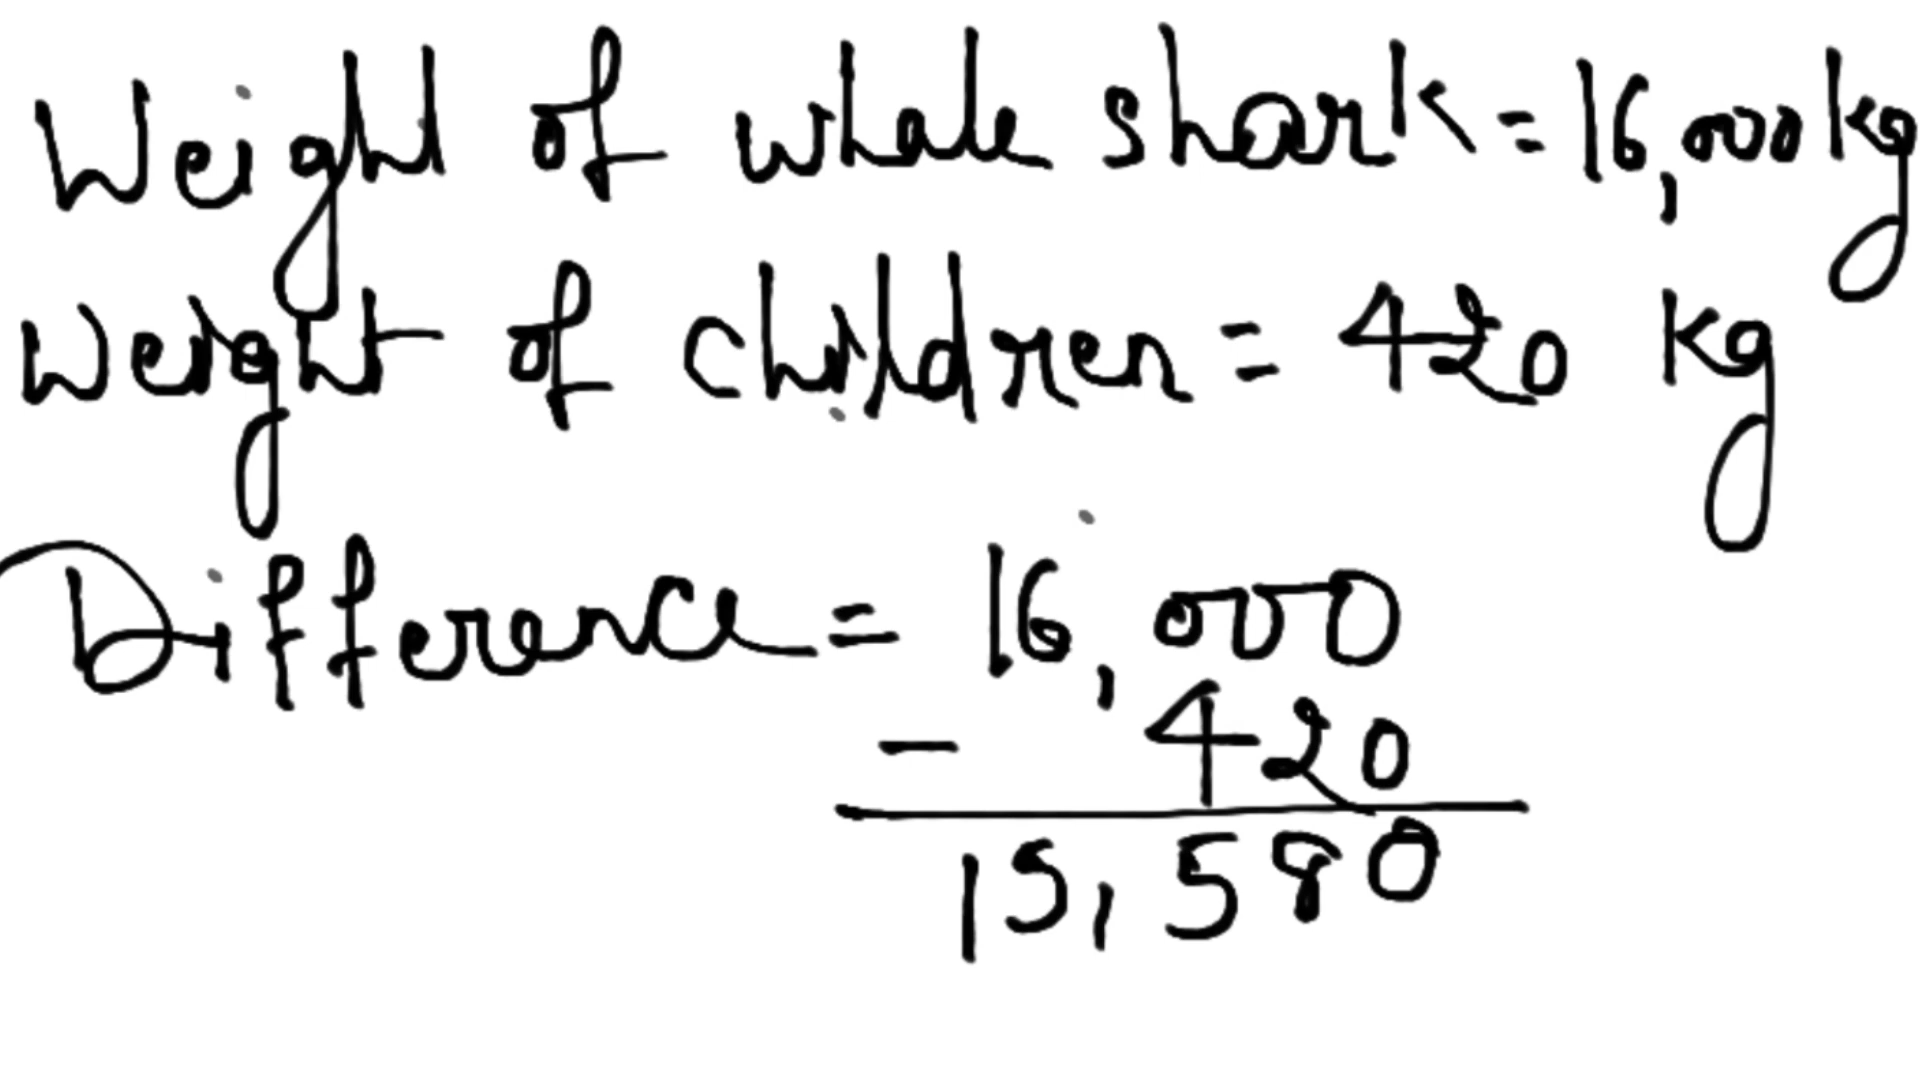 Weight of whale shark = 16,000 kg
Weight of children = 420 kg
Difference = 16,000
- 420
15,580